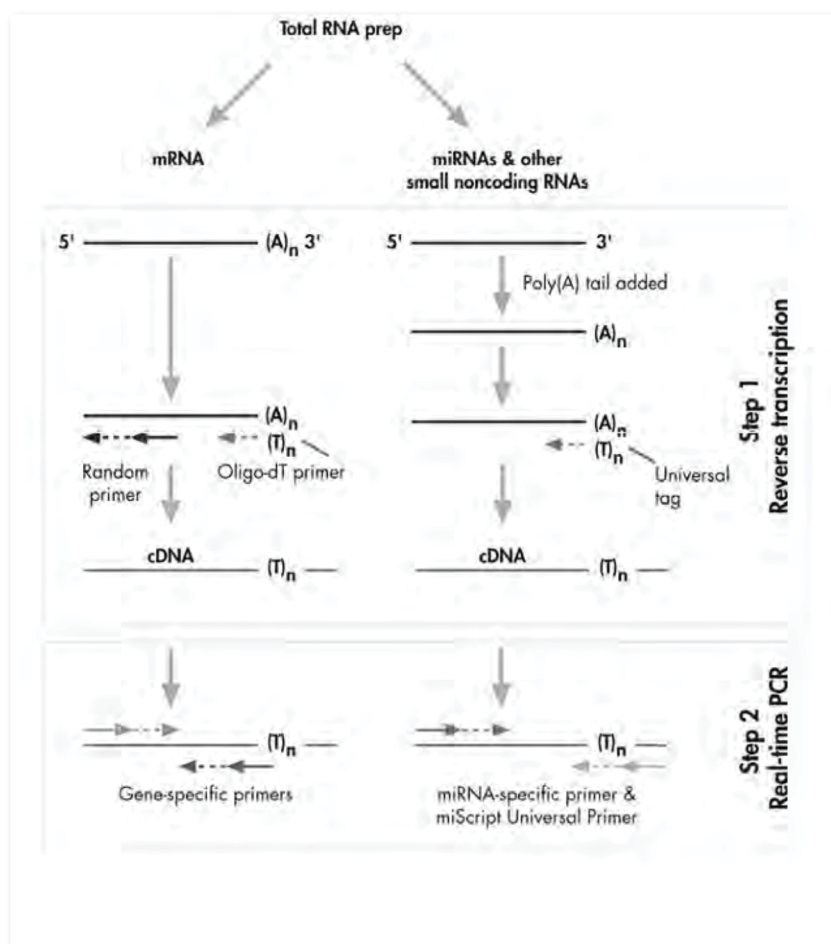 Total RNA prep
mRNA
miRNAs & other
small noncoding RNAs
5' (A)n 3'
5' 3'
Poly(A) tail added
(A)n
(A)n
(T)n
Random
primer
Oligo-dT primer
(A)n
(T)n
Universal
tag
cDNA
(T)n
cDNA
(T)n
Step 1
Reverse transcription
(T)n
Gene-specific primers
(T)n
miRNA-specific primer &
miScript Universal Primer
Step 2
Real-time PCR